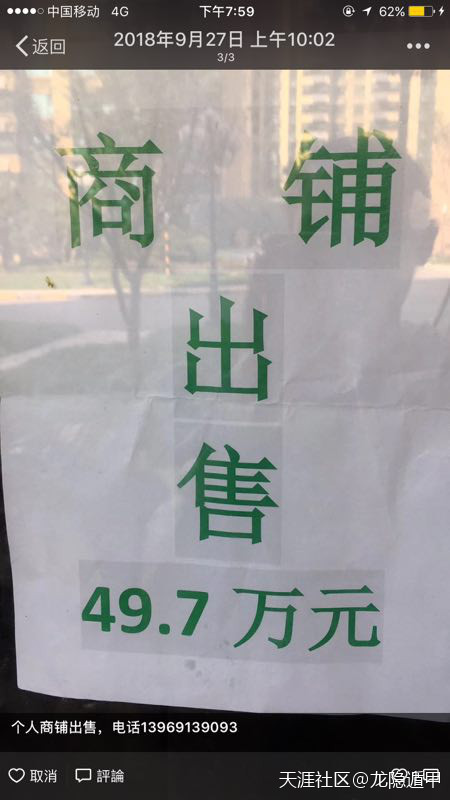 中国移动 4G 下午7:59 62%
返回 2018年9月27日 上午10:02
3/3
商 铺
出
售
49.7 万元
个人商铺出售，电话13969139093
取消 評論
天涯社区@龙隐遁甲